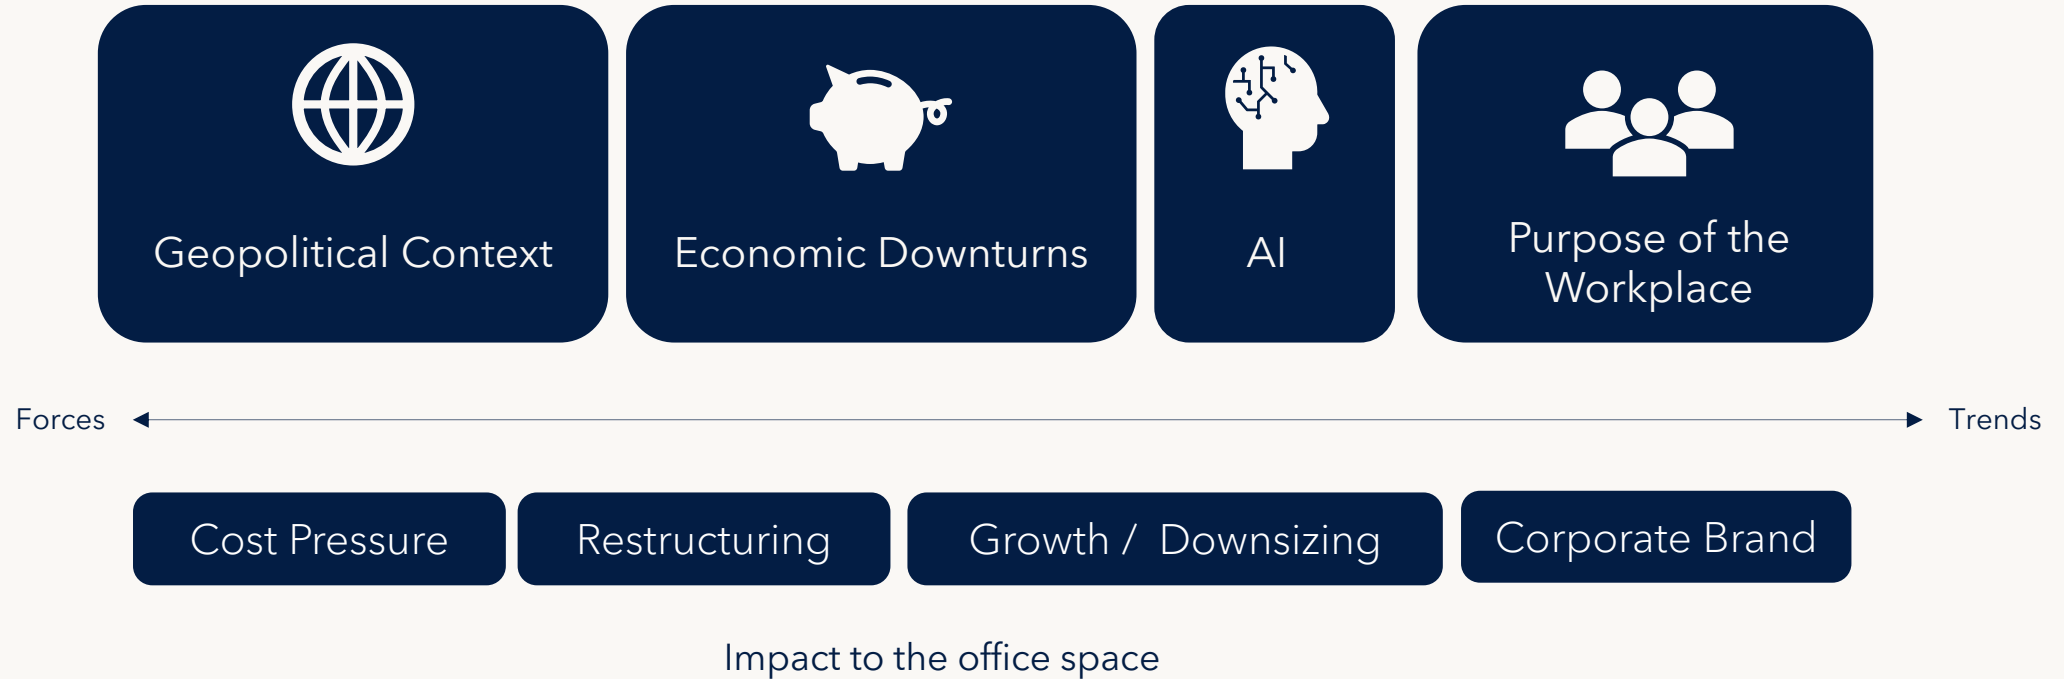 Geopolitical Context
Economic Downturns
AI
Purpose of the
Workplace
Forces
Trends
Cost Pressure
Restructuring
Growth /  Downsizing
Corporate Brand
Impact to the office space